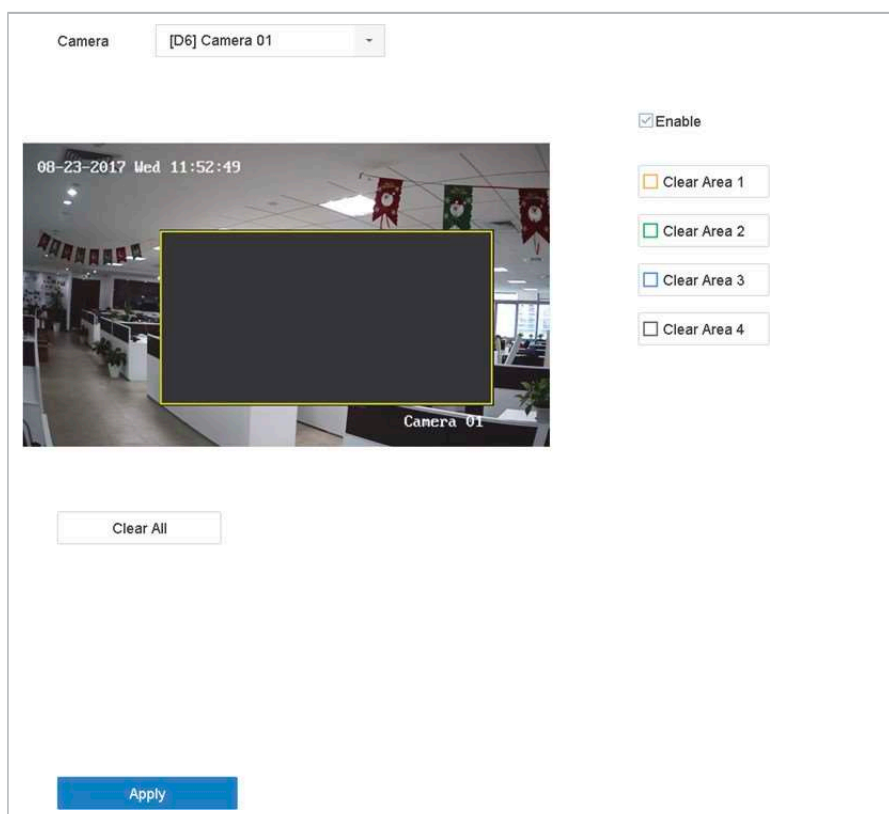 Camera
[D6] Camera 01
Enable
08-23-2017 Wed 11:52:49
Clear Area 1
Clear Area 2
Clear Area 3
Clear Area 4
Camera 01
Clear All
Apply